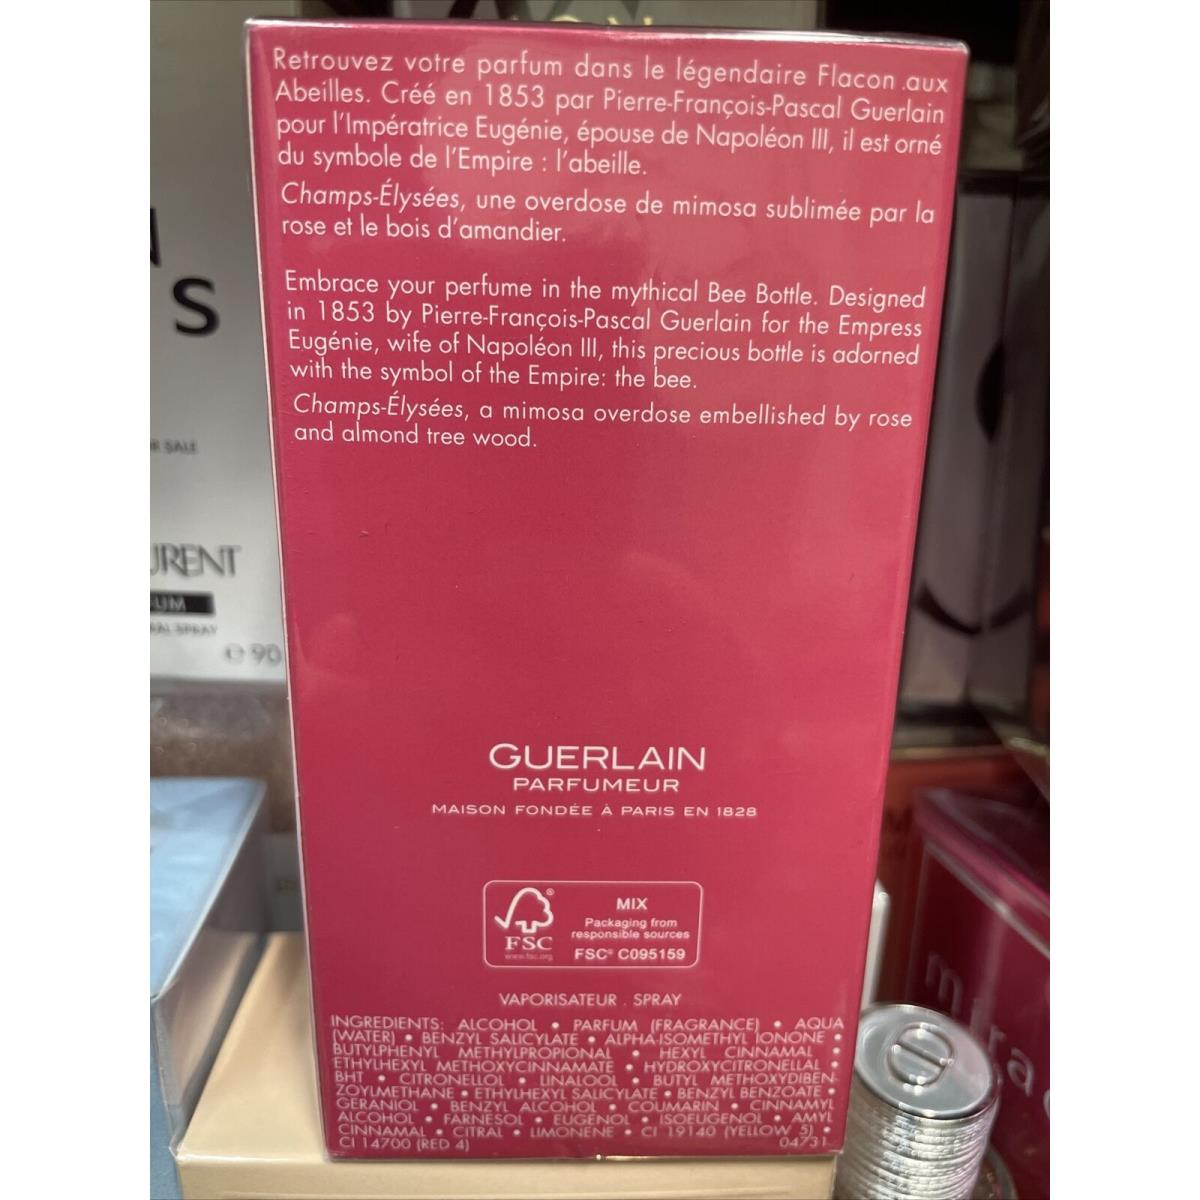 Retrouvez votre parfum dans le légendaire Flacon aux
Abeilles. Créé en 1853 par Pierre-François-Pascal Guerlain
pour l'Impératrice Eugénie, épouse de Napoléon III, il est orné
du symbole de l'Empire : l'abeille.
Champs-Élysées, une overdose de mimosa sublimée par la
rose et le bois d'amandier.
Embrace your perfume in the mythical Bee Bottle. Designed
in 1853 by Pierre-François-Pascal Guerlain for the Empress
Eugénie, wife of Napoléon III, this precious bottle is adorned
with the symbol of the Empire: the bee.
Champs-Élysées, a mimosa overdose embellished by rose
and almond tree wood.
GUERLAIN
PARFUMEUR
MAISON FONDÉE À PARIS EN 1828
FSC®
www.fsc.org
MIX
Packaging from
responsible sources
FSC® C095159
VAPORISATEUR . SPRAY
INGREDIENTS: ALCOHOL • PARFUM (FRAGRANCE) • AQUA
(WATER) • BENZYL SALICYLATE • ALPHA-ISOMETHYL IONONE •
BUTYLPHENYL METHYLPROPIONAL • HEXYL CINNAMAL •
ETHYLHEXYL METHOXYCINNAMATE • HYDROXYCITRONELLAL •
BHT • CITRONELLOL • LINALOOL • BUTYL METHOXYDIBEN-
ZOYLMETHANE • ETHYLHEXYL SALICYLATE • BENZYL BENZOATE •
GERANIOL • BENZYL ALCOHOL • COUMARIN • CINNAMYL
ALCOHOL • FARNESOL • EUGENOL • ISOEUGENOL • AMYL
CINNAMAL • CITRAL • LIMONENE • CI 19140 (YELLOW 5) •
CI 14700 (RED 4) 04731
S
R SALE
URENT
UM
AL SPRAY
℮ 90
mira